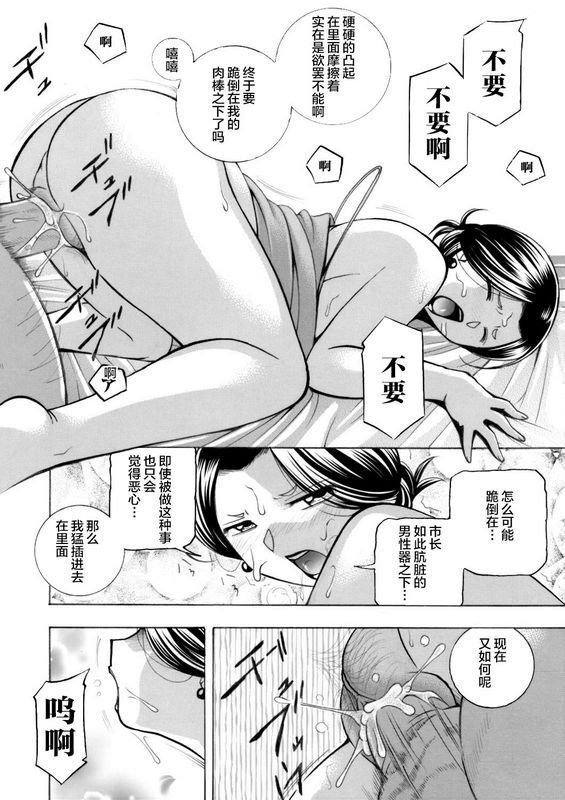 不要
不要啊
硬硬的凸起
在里面摩擦着
实在是欲罢不能啊
嘻嘻
终于要
跪倒在我的
肉棒之下了吗
啊
啊
啊
啊
不要
怎么可能
跪倒在…
市长
如此肮脏的
男性器之下…
即使被做这种事
也只会
觉得恶心…
那么
我猛插进去
在里面
现在
又如何呢
呜啊